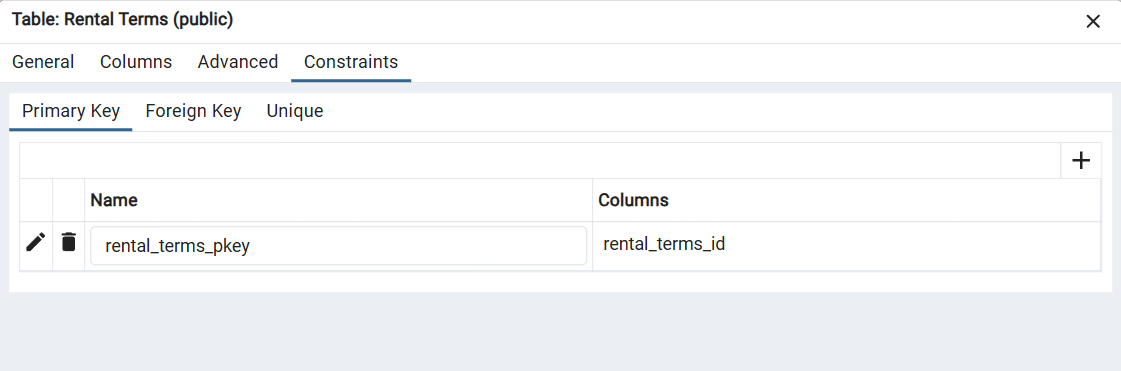 Table: Rental Terms (public)
General Columns Advanced Constraints
Primary Key Foreign Key Unique
Name Columns
rental_terms_pkey rental_terms_id